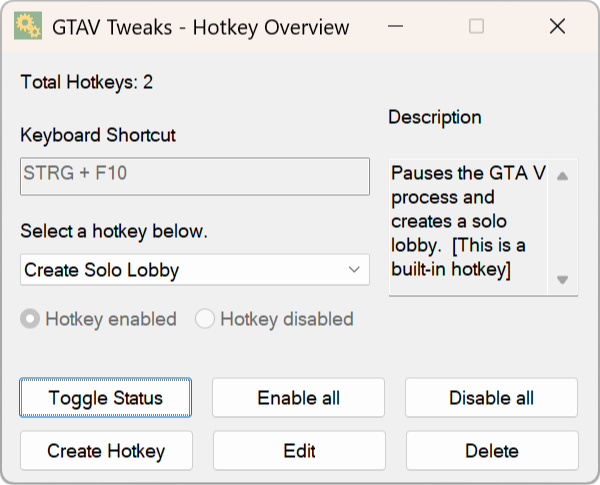 GTAV Tweaks - Hotkey Overview
Total Hotkeys: 2
Keyboard Shortcut
STRG + F10
Select a hotkey below.
Create Solo Lobby
Hotkey enabled Hotkey disabled
Description
Pauses the GTA V
process and
creates a solo
lobby.  [This is a
built-in hotkey]
Toggle Status Enable all Disable all
Create Hotkey Edit Delete